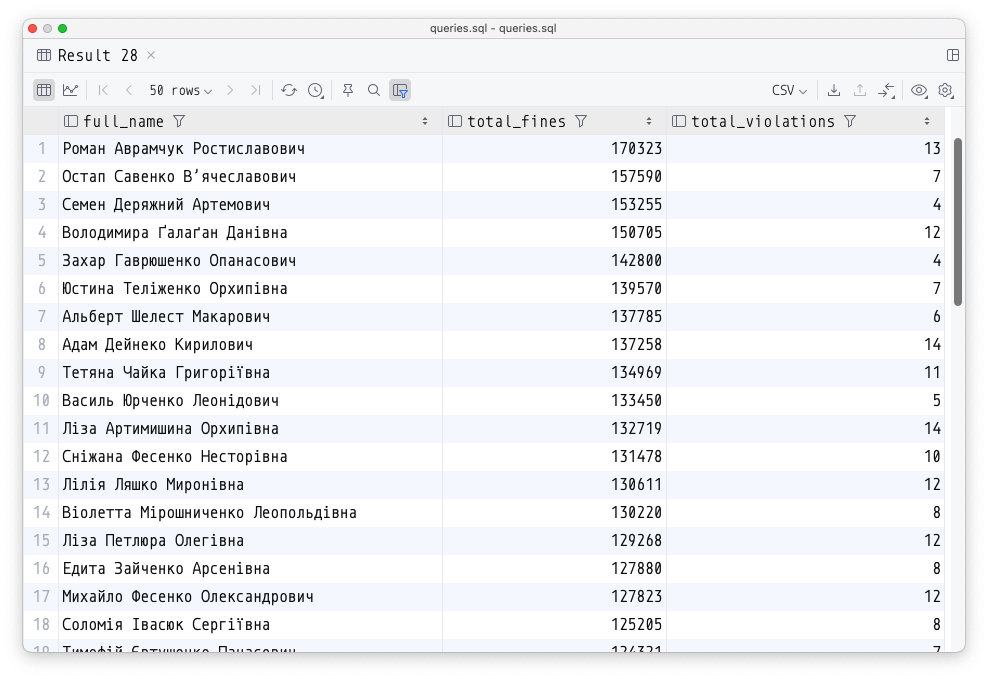 queries.sql - queries.sql
Result 28
50 rows CSV
full_name total_fines total_violations
1 Роман Аврамчук Ростиславович 170323 13
2 Остап Савенко В’ячеславович 157590 7
3 Семен Деряжний Артемович 153255 4
4 Володимира Ґалаґан Данівна 150705 12
5 Захар Гаврюшенко Опанасович 142800 4
6 Юстина Теліженко Орхипівна 139570 7
7 Альберт Шелест Макарович 137785 6
8 Адам Дейнеко Кирилович 137258 14
9 Тетяна Чайка Григоріївна 134969 11
10 Василь Юрченко Леонідович 133450 5
11 Ліза Артимишина Орхипівна 132719 14
12 Сніжана Фесенко Несторівна 131478 10
13 Лілія Ляшко Миронівна 130611 12
14 Віолетта Мірошниченко Леопольдівна 130220 8
15 Ліза Петлюра Олегівна 129268 12
16 Едита Зайченко Арсенівна 127880 8
17 Михайло Фесенко Олександрович 127823 12
18 Соломія Івасюк Сергіївна 125205 8
19 Тимофій Євтушенко Панасович 124321 7